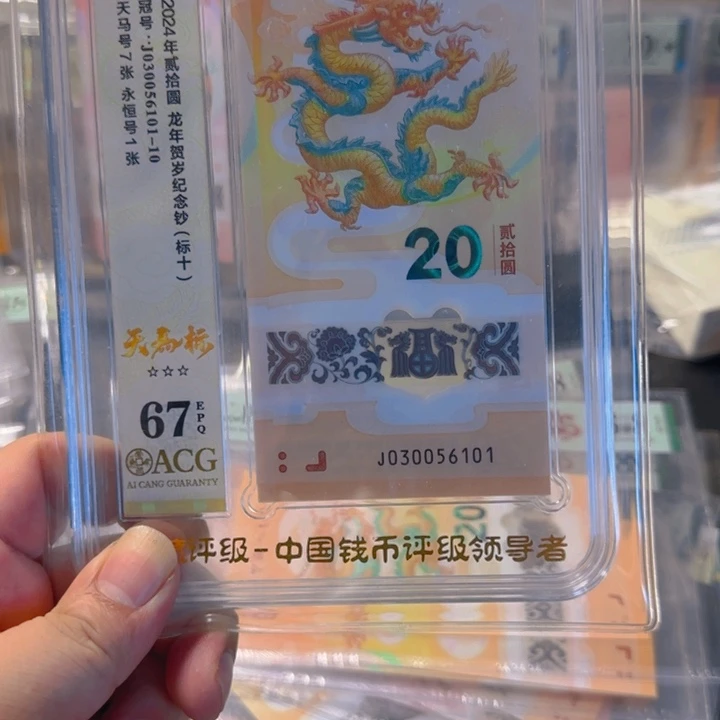 2024年贰拾圆 龙年贺岁纪念钞(标十)
冠号:J030056101-10
天马号7张 永恒号1张
天马标
☆☆☆
67
EPQ
ACG
AI CANG GUARANTY
20
贰拾圆
J030056101
评级-中国钱币评级领导者
20